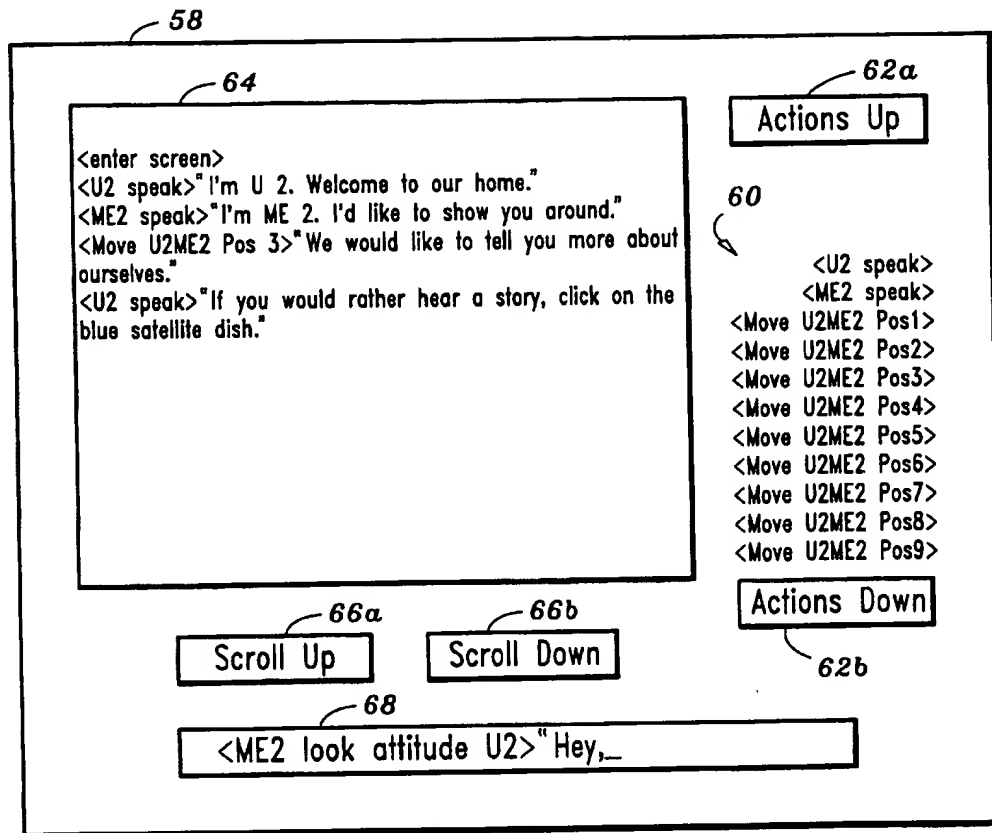 58
64
62a
Actions Up
<enter screen>
<U2 speak>"I'm U 2. Welcome to our home."
<ME2 speak>"I'm ME 2. I'd like to show you around."
<Move U2ME2 Pos 3>"We would like to tell you more about
ourselves."
<U2 speak>"If you would rather hear a story, click on the
blue satellite dish."
60
<U2 speak>
<ME2 speak>
<Move U2ME2 Pos1>
<Move U2ME2 Pos2>
<Move U2ME2 Pos3>
<Move U2ME2 Pos4>
<Move U2ME2 Pos5>
<Move U2ME2 Pos6>
<Move U2ME2 Pos7>
<Move U2ME2 Pos8>
<Move U2ME2 Pos9>
Actions Down
62b
66a
66b
Scroll Up
Scroll Down
68
<ME2 look attitude U2>"Hey,_